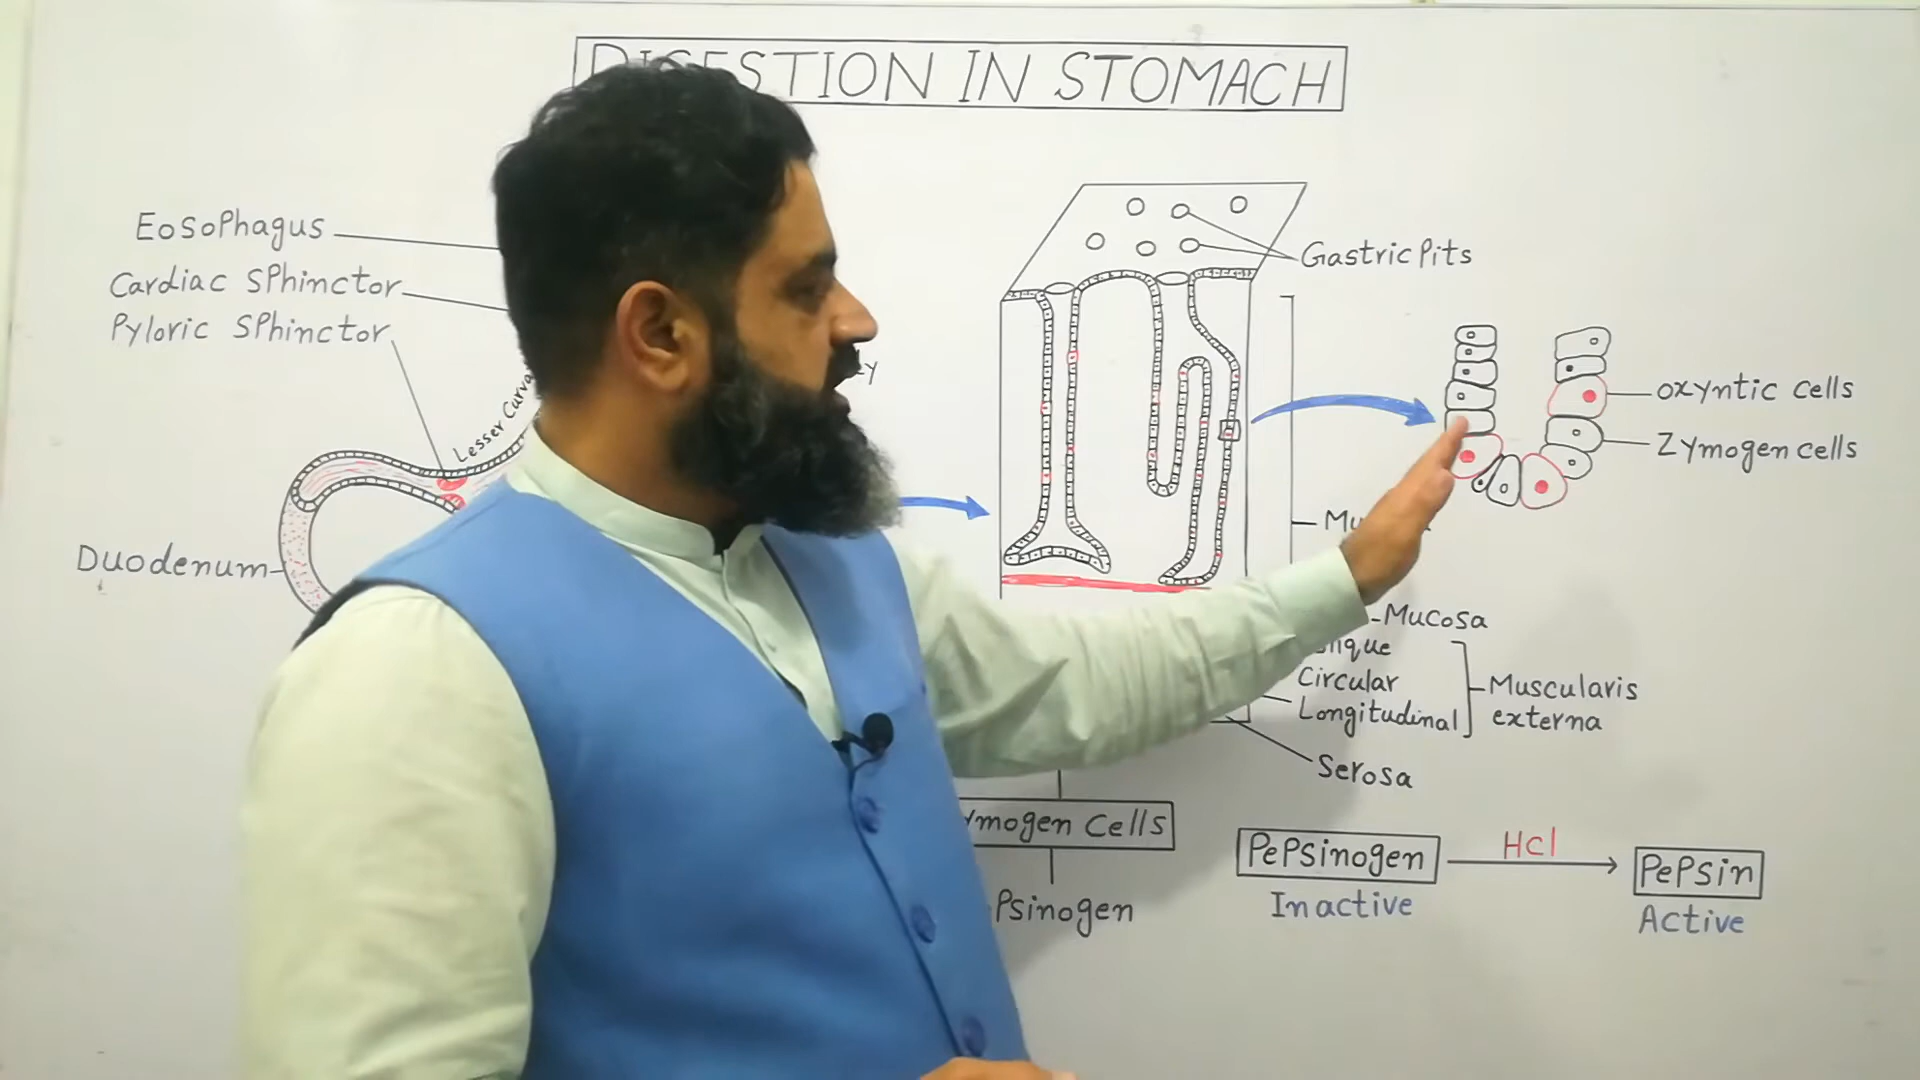 DIGESTION IN STOMACH
Eosophagus
Cardiac Sphinctor
Pyloric Sphinctor
Lesser
Duodenum
Gastric Pits
oxyntic cells
Zymogen cells
Mucosa
Circular
Longitudinal
Muscularis
externa
Serosa
Cells
Pepsinogen
HCl
Pepsin
Inactive
Active